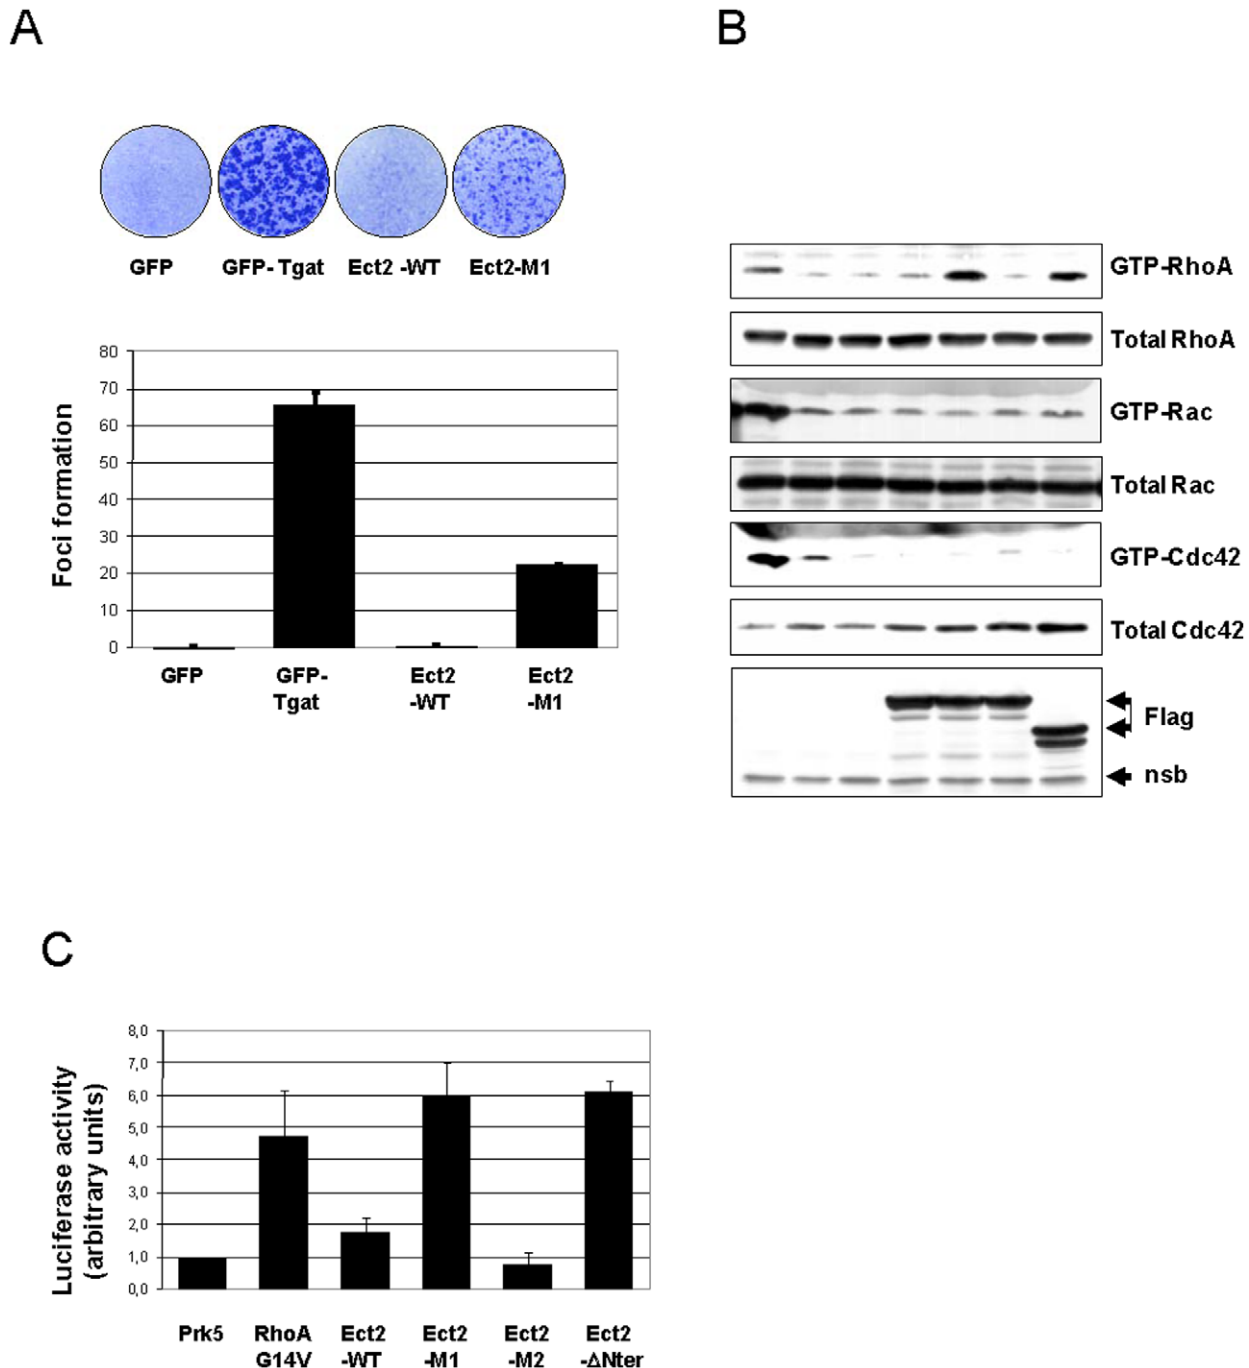 A
GFP GFP-Tgat Ect2 -WT Ect2-M1
Foci formation
80
70
60
50
40
30
20
10
0
GFP GFP- Ect2 Ect2
Tgat -WT -M1
B
GTP-RhoA
Total RhoA
GTP-Rac
Total Rac
GTP-Cdc42
Total Cdc42
Flag
nsb
C
Luciferase activity
(arbitrary units)
8,0
7,0
6,0
5,0
4,0
3,0
2,0
1,0
0,0
Prk5 RhoA Ect2 Ect2 Ect2 Ect2
G14V -WT -M1 -M2 -ΔNter